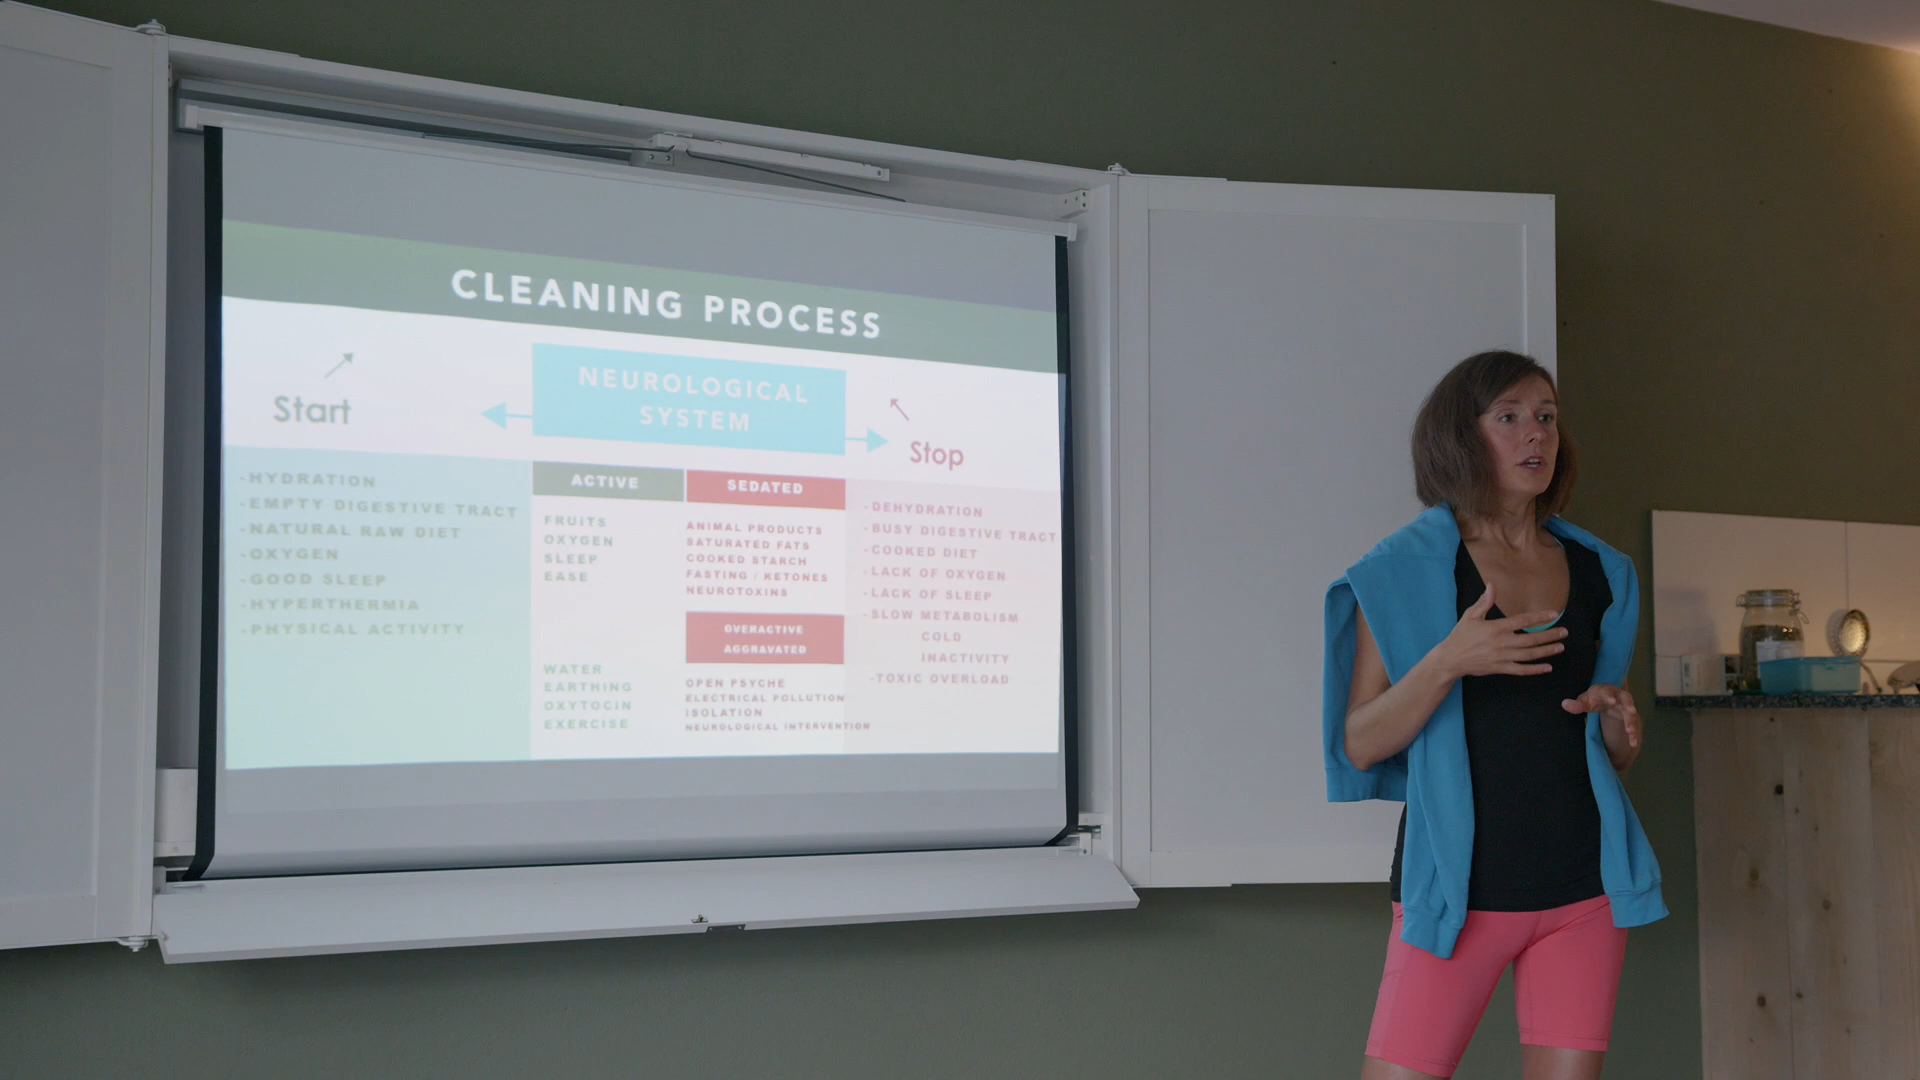 CLEANING PROCESS
NEUROLOGICAL
SYSTEM
Start
Stop
-HYDRATION
-EMPTY DIGESTIVE TRACT
-NATURAL RAW DIET
-OXYGEN
-GOOD SLEEP
-HYPERTHERMIA
-PHYSICAL ACTIVITY
ACTIVE
FRUITS
OXYGEN
SLEEP
EASE
WATER
EARTHING
OXYTOCIN
EXERCISE
SEDATED
ANIMAL PRODUCTS
SATURATED FATS
COOKED STARCH
FASTING / KETONES
NEUROTOXINS
OVERACTIVE
AGGRAVATED
OPEN PSYCHE
ELECTRICAL POLLUTION
ISOLATION
NEUROLOGICAL INTERVENTION
-DEHYDRATION
-BUSY DIGESTIVE TRACT
-COOKED DIET
-LACK OF OXYGEN
-LACK OF SLEEP
-SLOW METABOLISM
COLD
INACTIVITY
-TOXIC OVERLOAD